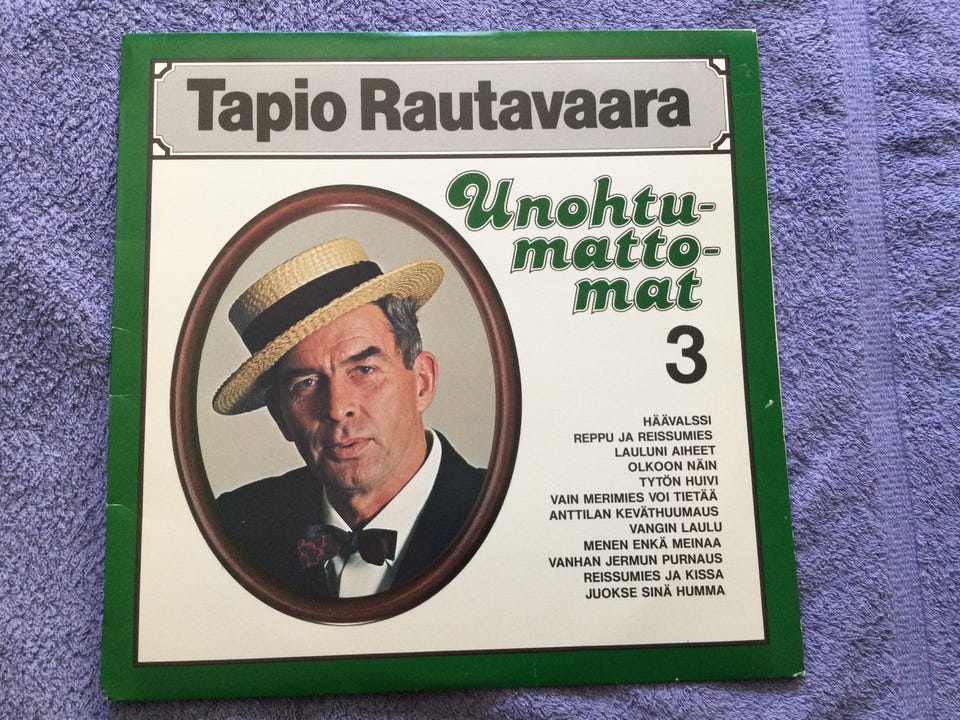 Tapio Rautavaara
Unohtu-
matto-
mat
3
HÄÄVALSSI
REPPU JA REISSUMIES
LAULUNI AIHEET
OLKOON NÄIN
TYTÖN HUIVI
VAIN MERIMIES VOI TIETÄÄ
ANTTILAN KEVÄTHUUMAUS
VANGIN LAULU
MENEN ENKÄ MEINAA
VANHAN JERMUN PURNAUS
REISSUMIES JA KISSA
JUOKSE SINÄ HUMMA